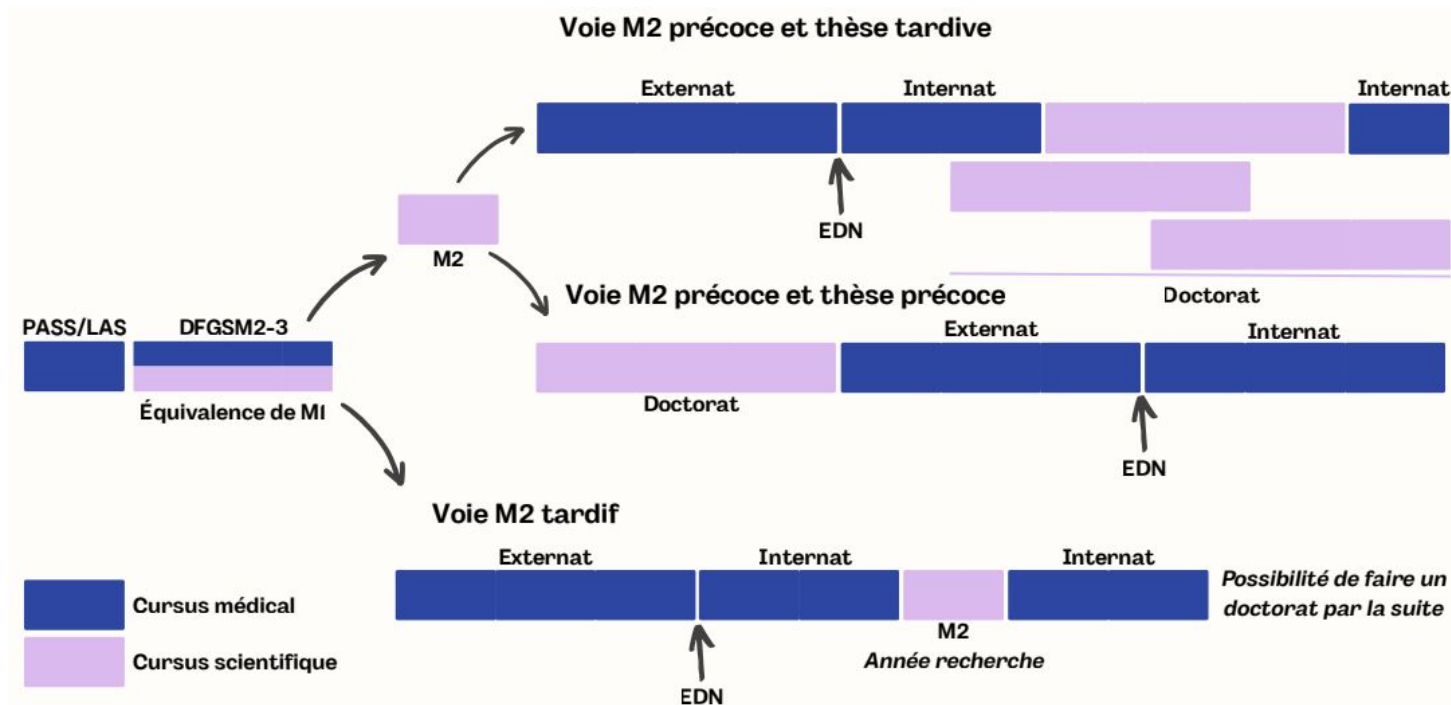 Voie M2 précoce et thèse tardive
Externat
Internat
Internat
EDN
M2
Doctorat
Voie M2 précoce et thèse précoce
PASS/LAS
DFGSM2-3
Externat
Internat
Équivalence de M1
Doctorat
EDN
Voie M2 tardif
Externat
Internat
Internat
Possibilité de faire un
doctorat par la suite
Cursus médical
M2
Année recherche
Cursus scientifique
EDN